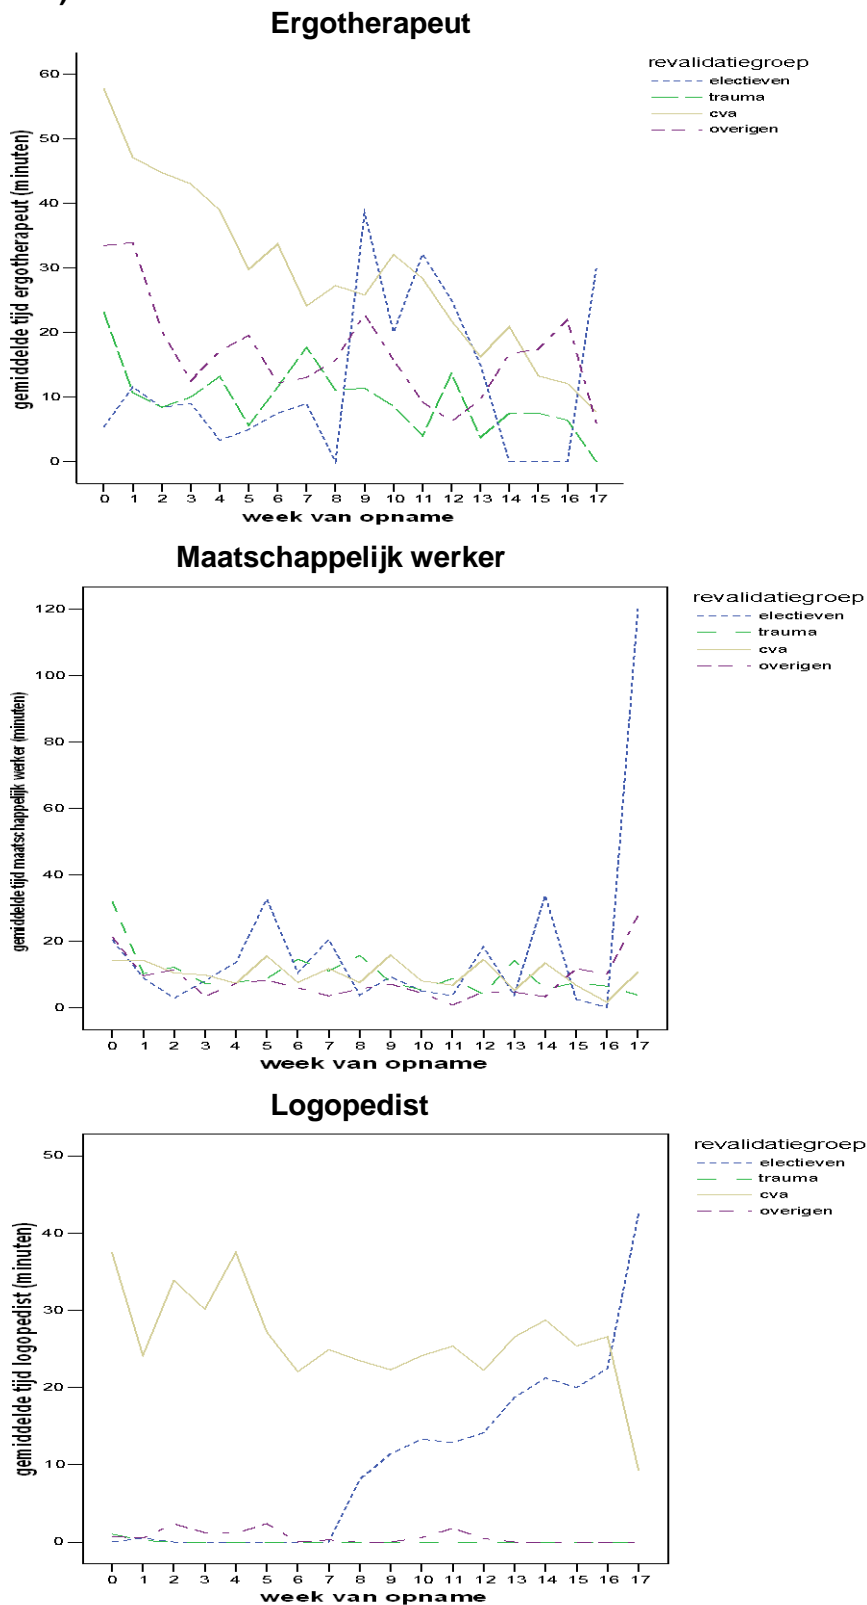 )
Ergotherapeut
revalidatiegroep
electieven
trauma
cva
overigen
gemiddelde tijd ergotherapeut (minuten)
60
50
40
30
20
10
0
0 1 2 3 4 5 6 7 8 9 10 11 12 13 14 15 16 17
week van opname
Maatschappelijk werker
revalidatiegroep
electieven
trauma
cva
overigen
gemiddelde tijd maatschappelijk werker (minuten)
120
100
80
60
40
20
0
0 1 2 3 4 5 6 7 8 9 10 11 12 13 14 15 16 17
week van opname
Logopedist
revalidatiegroep
electieven
trauma
cva
overigen
gemiddelde tijd logopedist (minuten)
50
40
30
20
10
0
0 1 2 3 4 5 6 7 8 9 10 11 12 13 14 15 16 17
week van opname